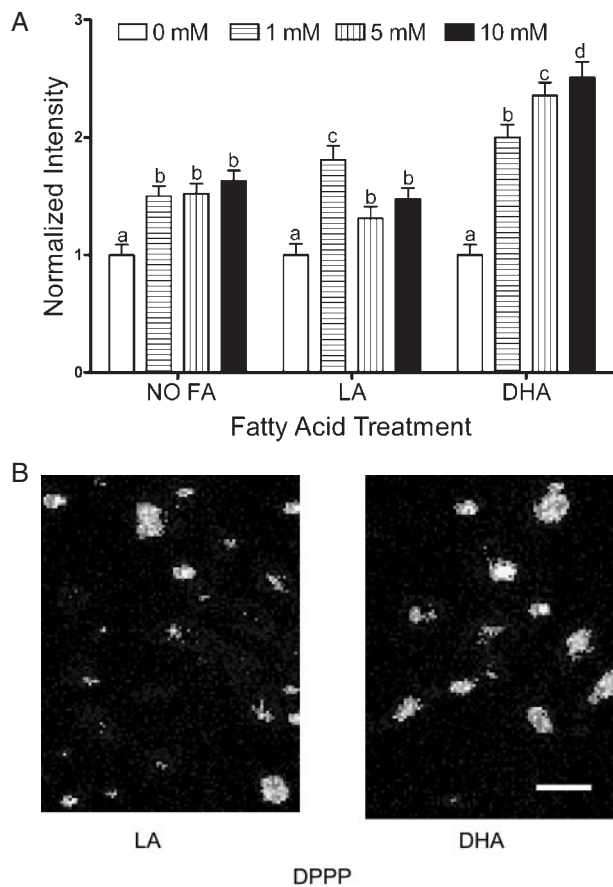 A
0 mM 1 mM 5 mM 10 mM
Normalized Intensity
3
2
1
0
a b b b
a c b b
a b c d
NO FA LA DHA
Fatty Acid Treatment
B
LA DHA
DPPP